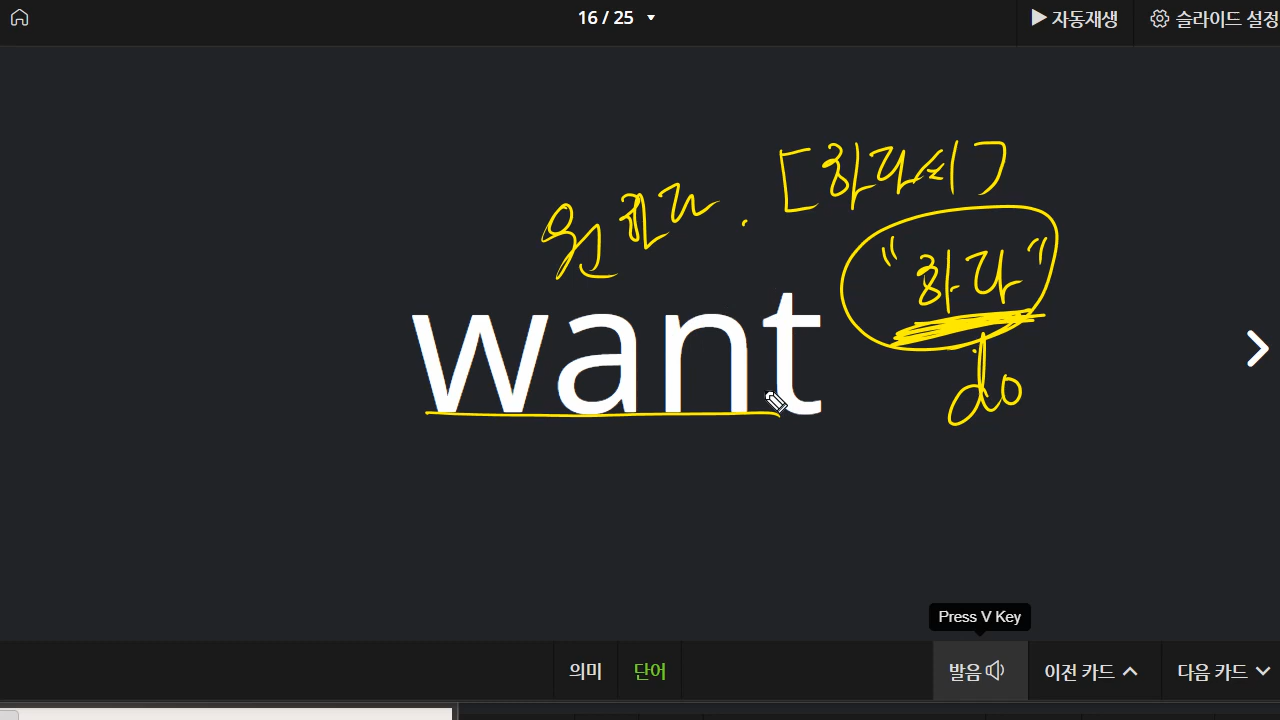 16 / 25
자동재생
슬라이드 설정
원하다. [하다씨]
"하다"
want
do
Press V Key
의미
단어
발음
이전 카드
다음 카드